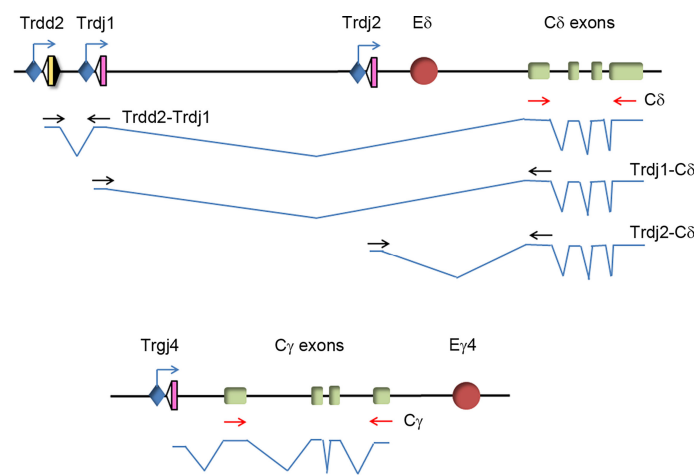 Trdd2 Trdj1 Trdj2 Eδ Cδ exons
Cδ
Trdd2-Trdj1
Trdj1-Cδ
Trdj2-Cδ
Trgj4 Cγ exons Eγ4
Cγ